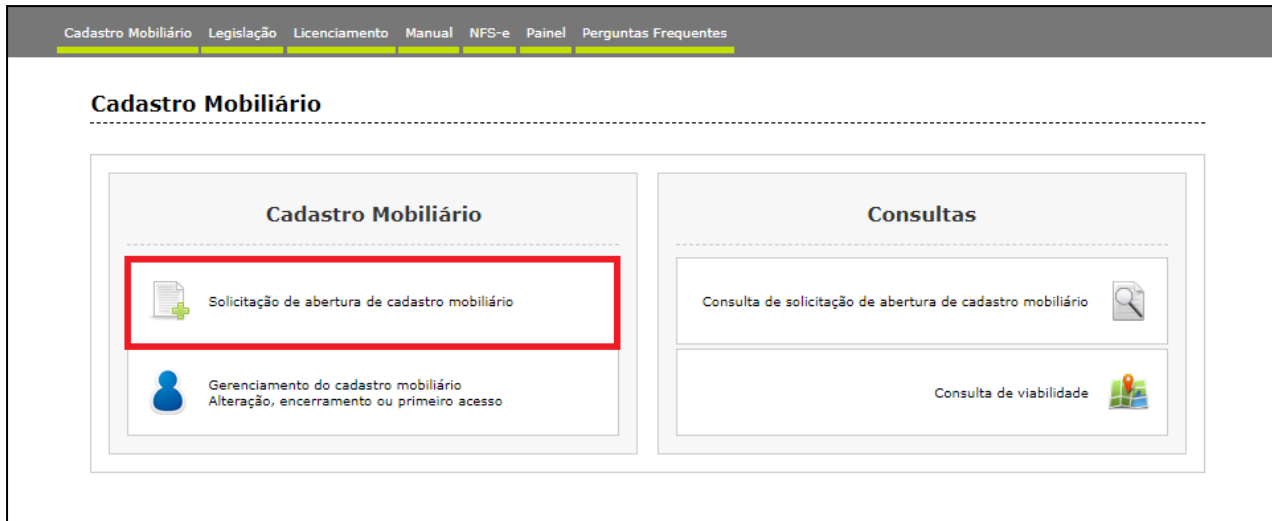 Cadastro Mobiliário Legislação Licenciamento Manual NFS-e Painel Perguntas Frequentes
Cadastro Mobiliário
Cadastro Mobiliário
Solicitação de abertura de cadastro mobiliário
Gerenciamento do cadastro mobiliário
Alteração, encerramento ou primeiro acesso
Consultas
Consulta de solicitação de abertura de cadastro mobiliário
Consulta de viabilidade